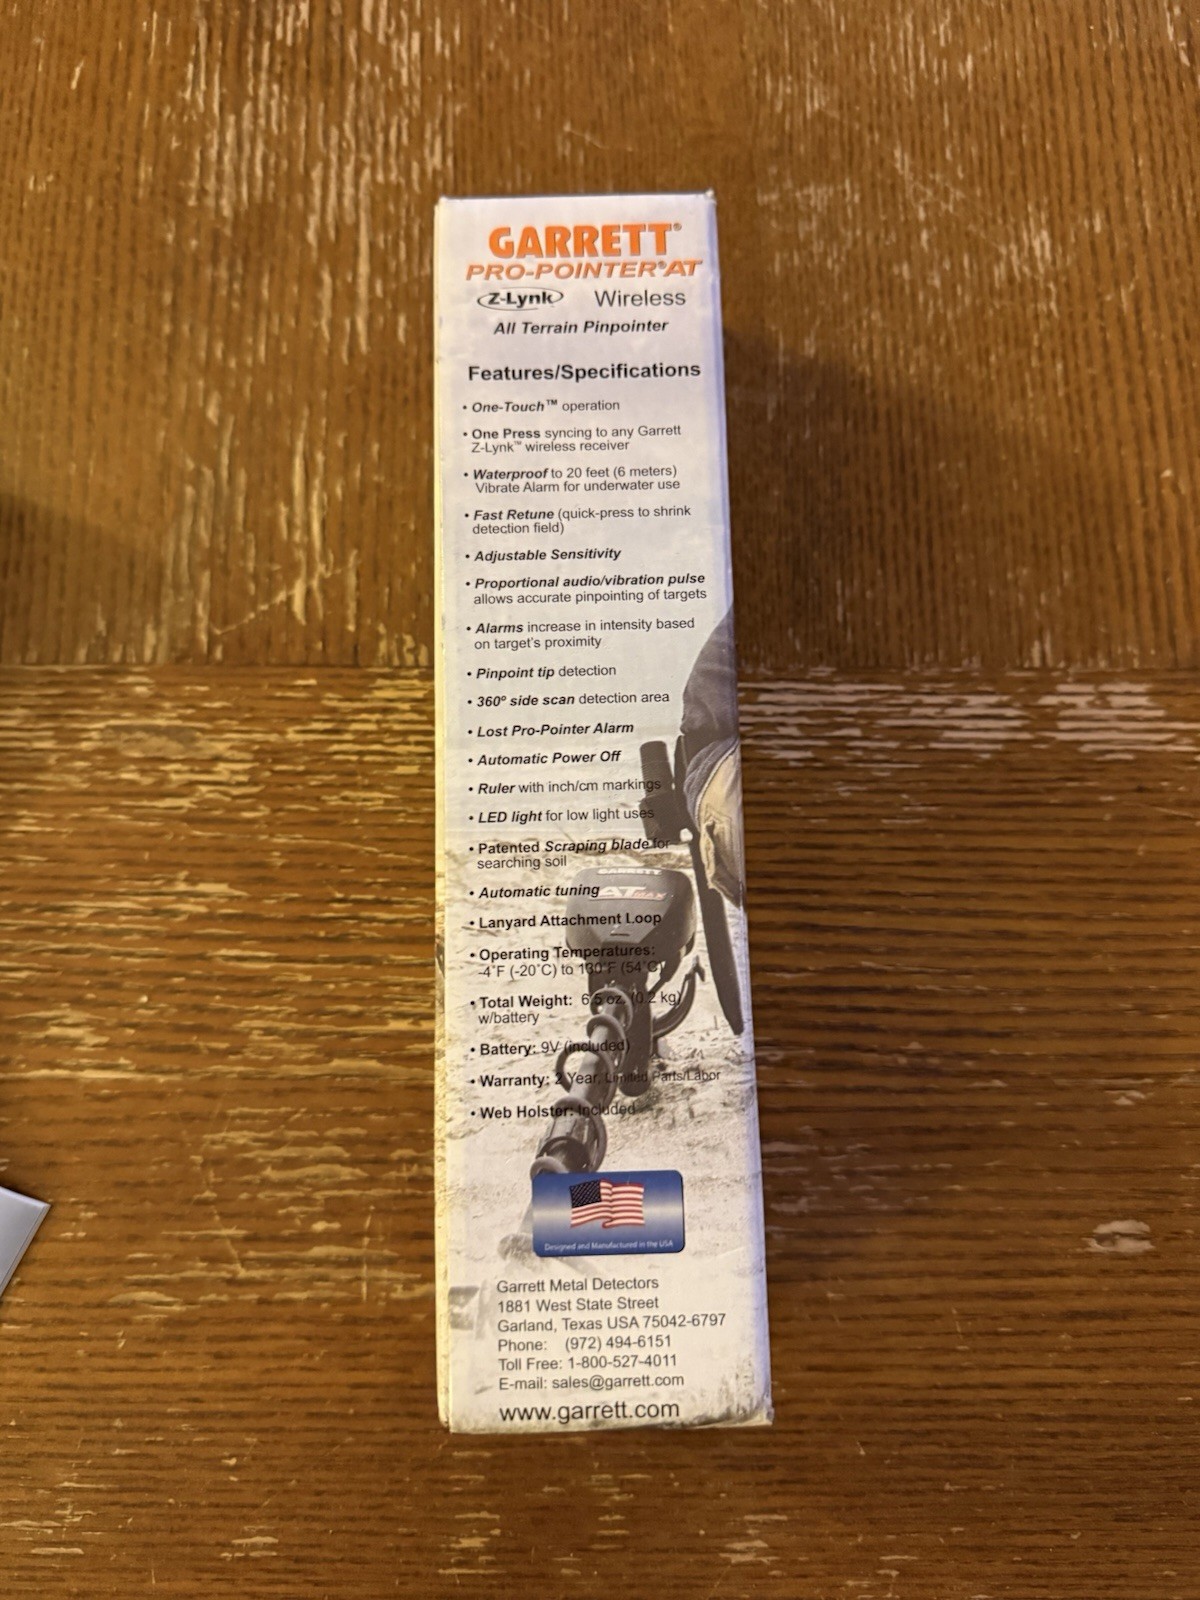 GARRETT®
PRO-POINTER®AT
Z-Lynk Wireless
All Terrain Pinpointer
Features/Specifications
• One-Touch™ operation
• One Press syncing to any Garrett
Z-Lynk™ wireless receiver
• Waterproof to 20 feet (6 meters)
Vibrate Alarm for underwater use
• Fast Retune (quick-press to shrink
detection field)
• Adjustable Sensitivity
• Proportional audio/vibration pulse
allows accurate pinpointing of targets
• Alarms increase in intensity based
on target's proximity
• Pinpoint tip detection
• 360º side scan detection area
• Lost Pro-Pointer Alarm
• Automatic Power Off
• Ruler with inch/cm markings
• LED light for low light uses
• Patented Scraping blade for
searching soil
GARRETT
• Automatic tuning
AT MAX
• Lanyard Attachment Loop
• Operating Temperatures:
-4˚F (-20˚C) to 130˚F (54˚C)
• Total Weight: 6.5 oz. (0.2 kg)
w/battery
• Battery: 9V (included)
• Warranty: 2 Year, Limited Parts/Labor
• Web Holster: Included
Designed and Manufactured in the USA
Garrett Metal Detectors
1881 West State Street
Garland, Texas USA 75042-6797
Phone: (972) 494-6151
Toll Free: 1-800-527-4011
E-mail: sales@garrett.com
www.garrett.com